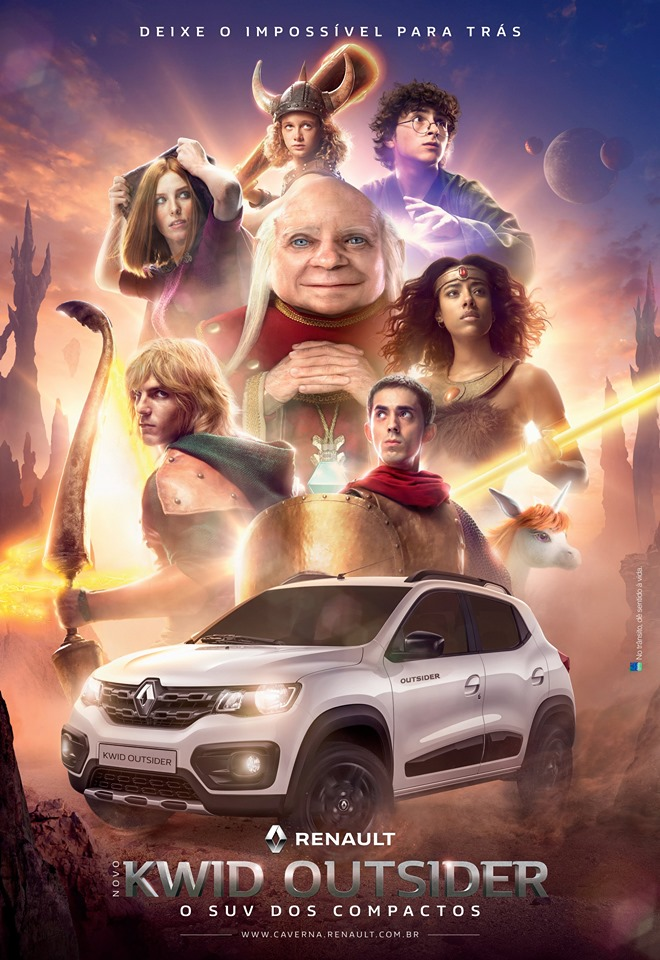 DEIXE O IMPOSSÍVEL PARA TRÁS
No trânsito, dê sentido à vida.
OUTSIDER
KWID OUTSIDER
RENAULT
NOVO
KWID OUTSIDER
O SUV DOS COMPACTOS
WWW.CAVERNA.RENAULT.COM.BR